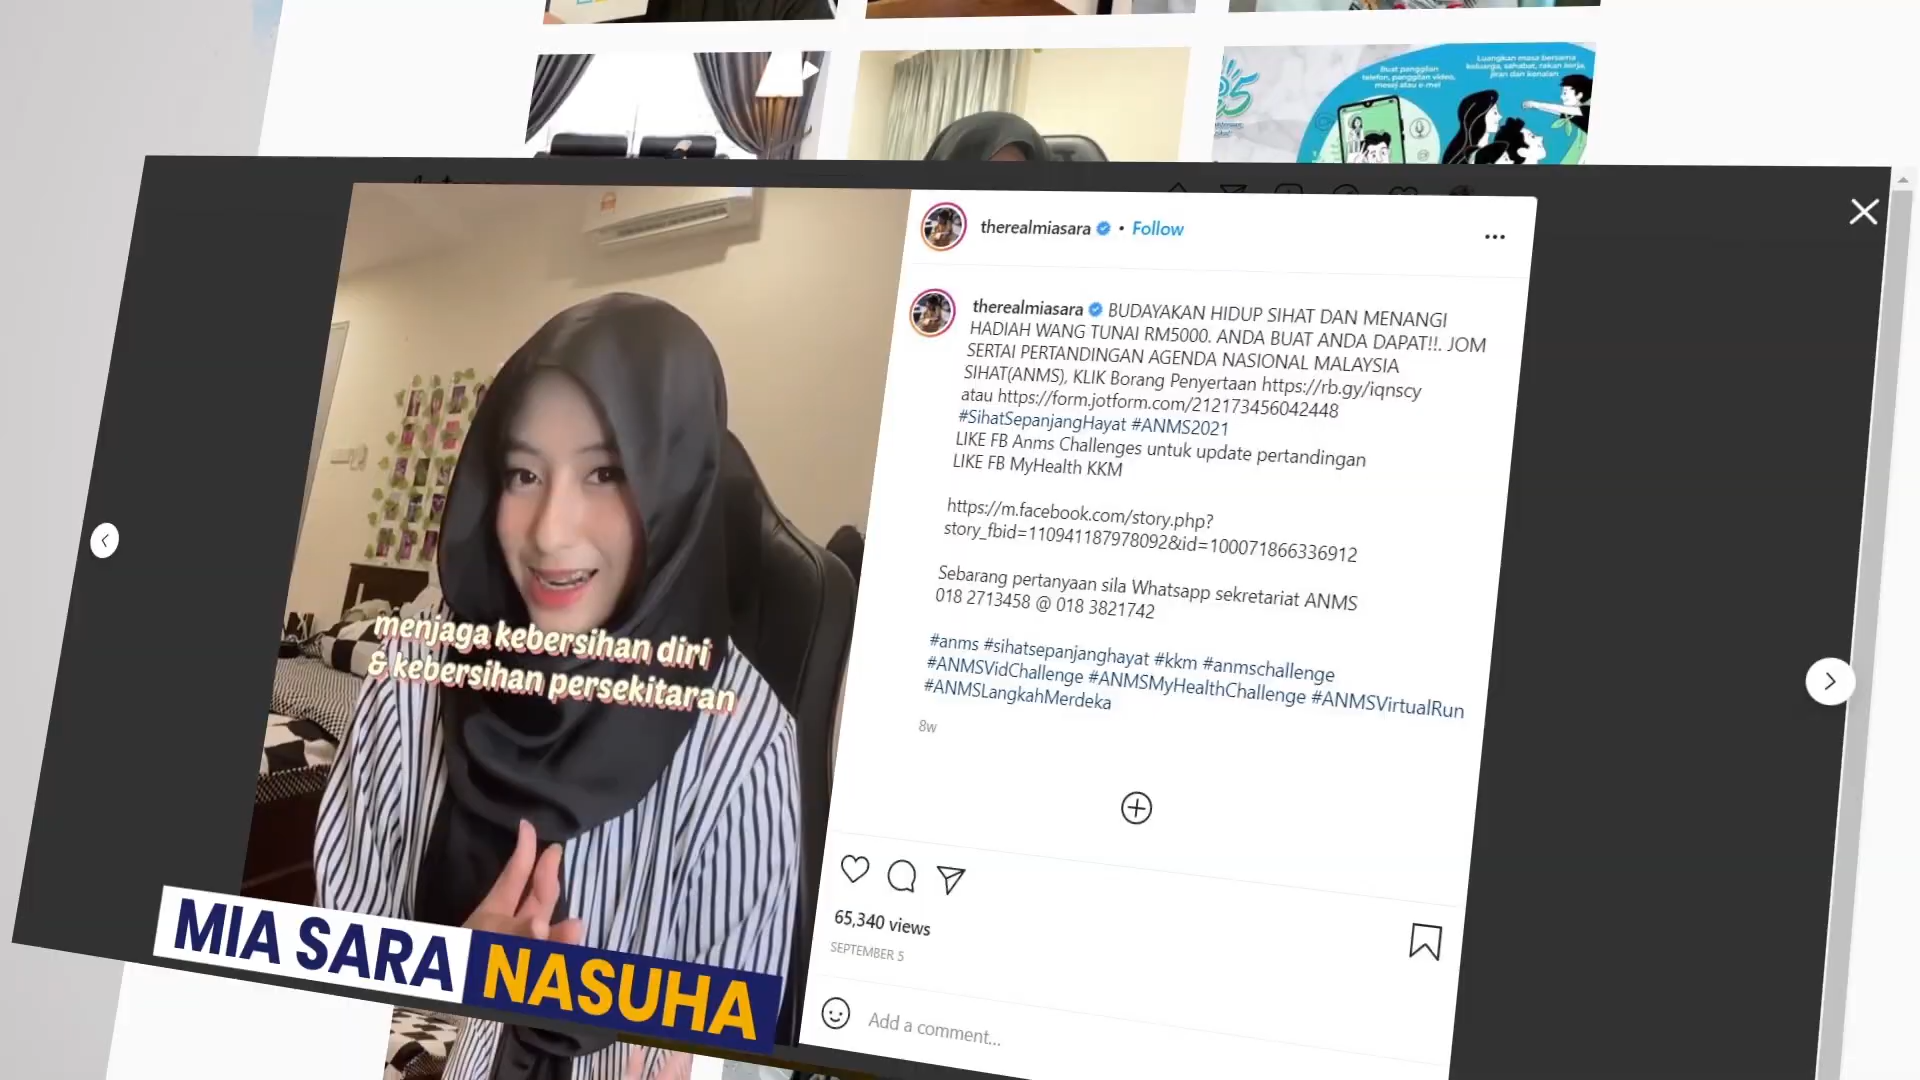 Buat panggilan
telefon, panggilan video,
mesej atau e-mel
Luangkan masa bersama
keluarga, sahabat, rakan kerja,
jiran dan kenalan
therealmiasara • Follow
therealmiasara BUDAYAKAN HIDUP SIHAT DAN MENANGI
HADIAH WANG TUNAI RM5000. ANDA BUAT ANDA DAPAT!!. JOM
SERTAI PERTANDINGAN AGENDA NASIONAL MALAYSIA
SIHAT(ANMS), KLIK Borang Penyertaan https://rb.gy/iqnscy
atau https://form.jotform.com/212173456042448
#SihatSepanjangHayat #ANMS2021
LIKE FB Anms Challenges untuk update pertandingan
LIKE FB MyHealth KKM
https://m.facebook.com/story.php?
story_fbid=110941187978092&id=100071866336912
Sebarang pertanyaan sila Whatsapp sekretariat ANMS
018 2713458 @ 018 3821742
#anms #sihatsepanjanghayat #kkm #anmschallenge
#ANMSVidChallenge #ANMSMyHealthChallenge #ANMSVirtualRun
#ANMSLangkahMerdeka
8w
65,340 views
SEPTEMBER 5
Add a comment...
menjaga kebersihan diri
& kebersihan persekitaran
MIA SARA NASUHA